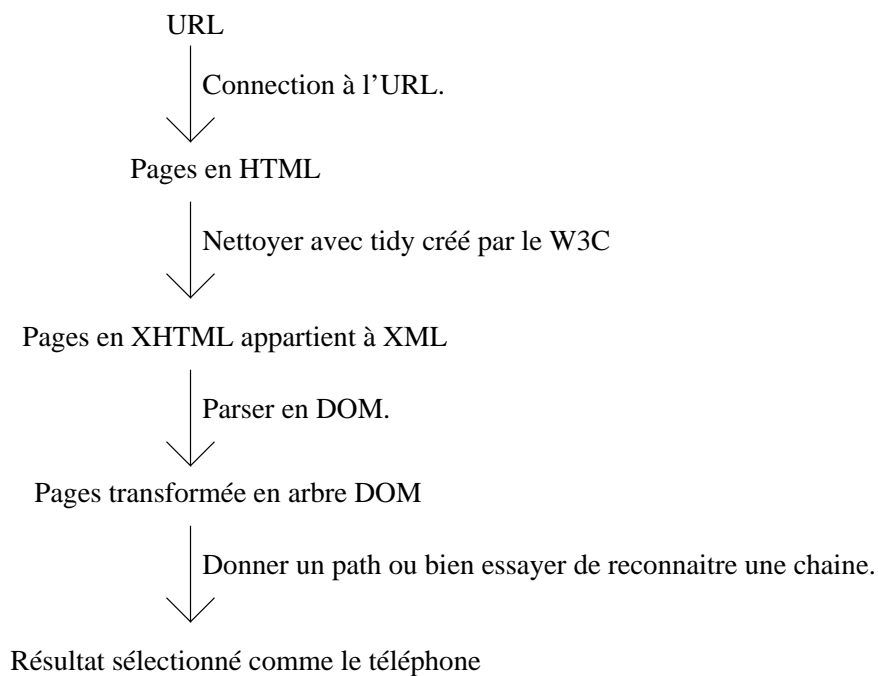 URL
Connection à l'URL.
Pages en HTML
Nettoyer avec tidy créé par le W3C
Pages en XHTML appartient à XML
Parser en DOM.
Pages transformée en arbre DOM
Donner un path ou bien essayer de reconnaitre une chaine.
Résultat sélectionné comme le téléphone